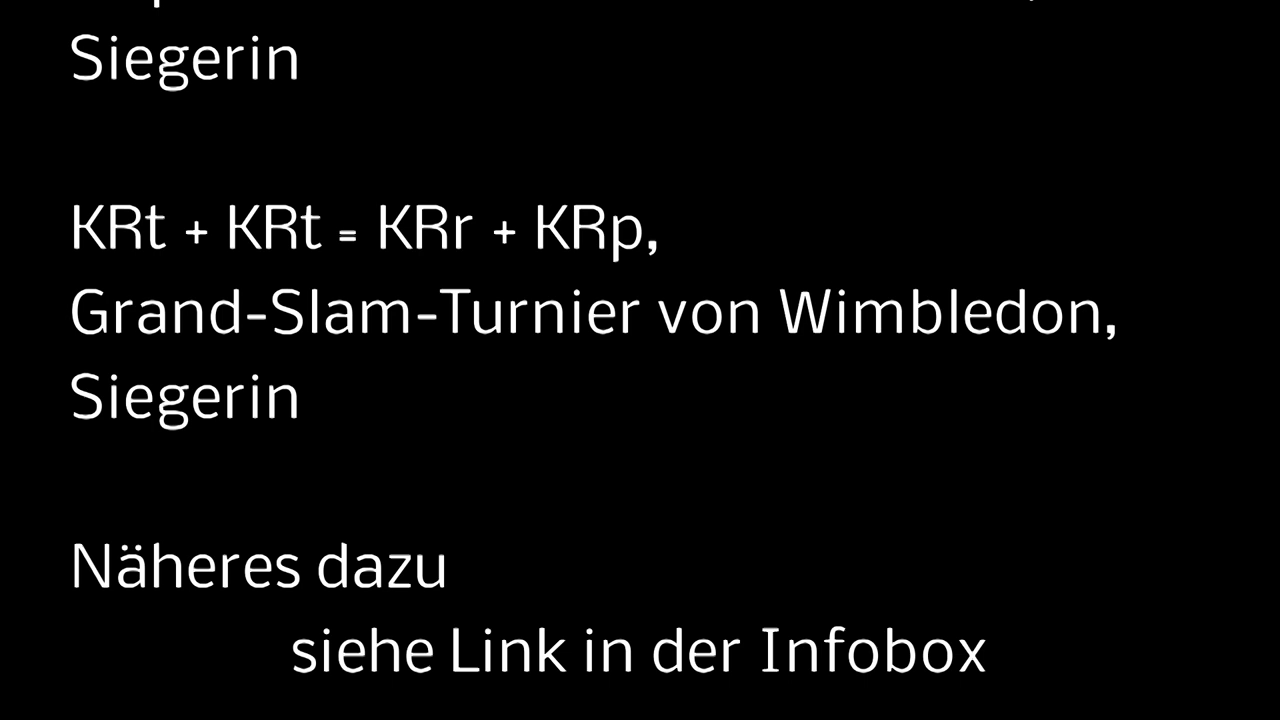 Siegerin
KRt + KRt = KRr + KRp,
Grand-Slam-Turnier von Wimbledon,
Siegerin
Näheres dazu
siehe Link in der Infobox